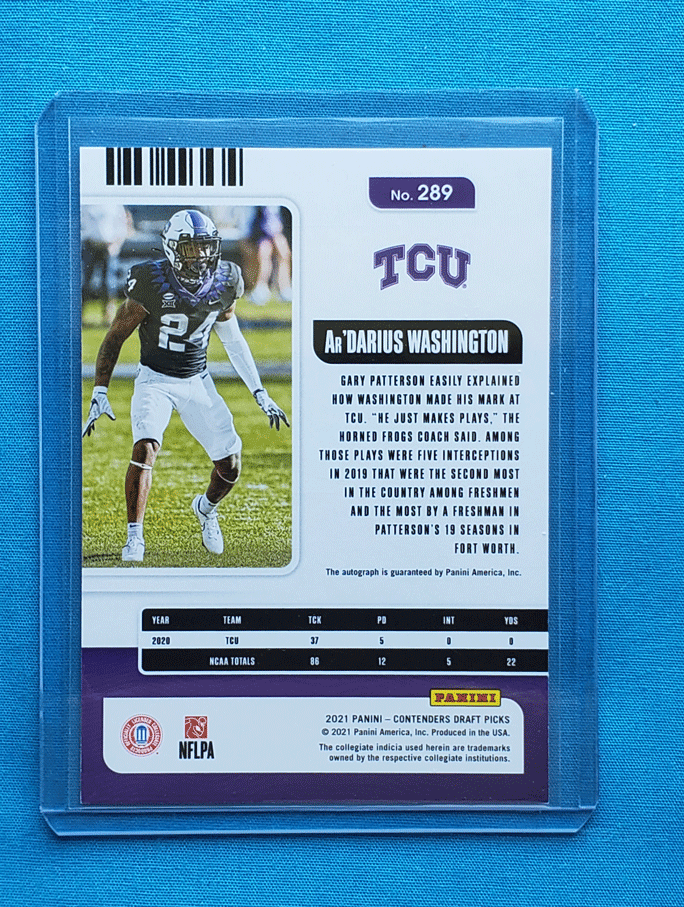 No. 289
TCU
24
AR'DARIUS WASHINGTON
GARY PATTERSON EASILY EXPLAINED
HOW WASHINGTON MADE HIS MARK AT
TCU. "HE JUST MAKES PLAYS," THE
HORNED FROGS COACH SAID. AMONG
THOSE PLAYS WERE FIVE INTERCEPTIONS
IN 2019 THAT WERE THE SECOND MOST
IN THE COUNTRY AMONG FRESHMEN
AND THE MOST BY A FRESHMAN IN
PATTERSON'S 19 SEASONS IN
FORT WORTH.
The autograph is guaranteed by Panini America, Inc.
YEAR TEAM TCK PD INT YDS
2020 TCU 37 5 0 0
NCAA TOTALS 86 12 5 22
PANINI
2021 PANINI – CONTENDERS DRAFT PICKS
© 2021 Panini America, Inc. Produced in the USA.
The collegiate indicia used herein are trademarks
owned by the respective collegiate institutions.
OFFICIALLY LICENSED COLLEGIATE PRODUCTS
NFLPA